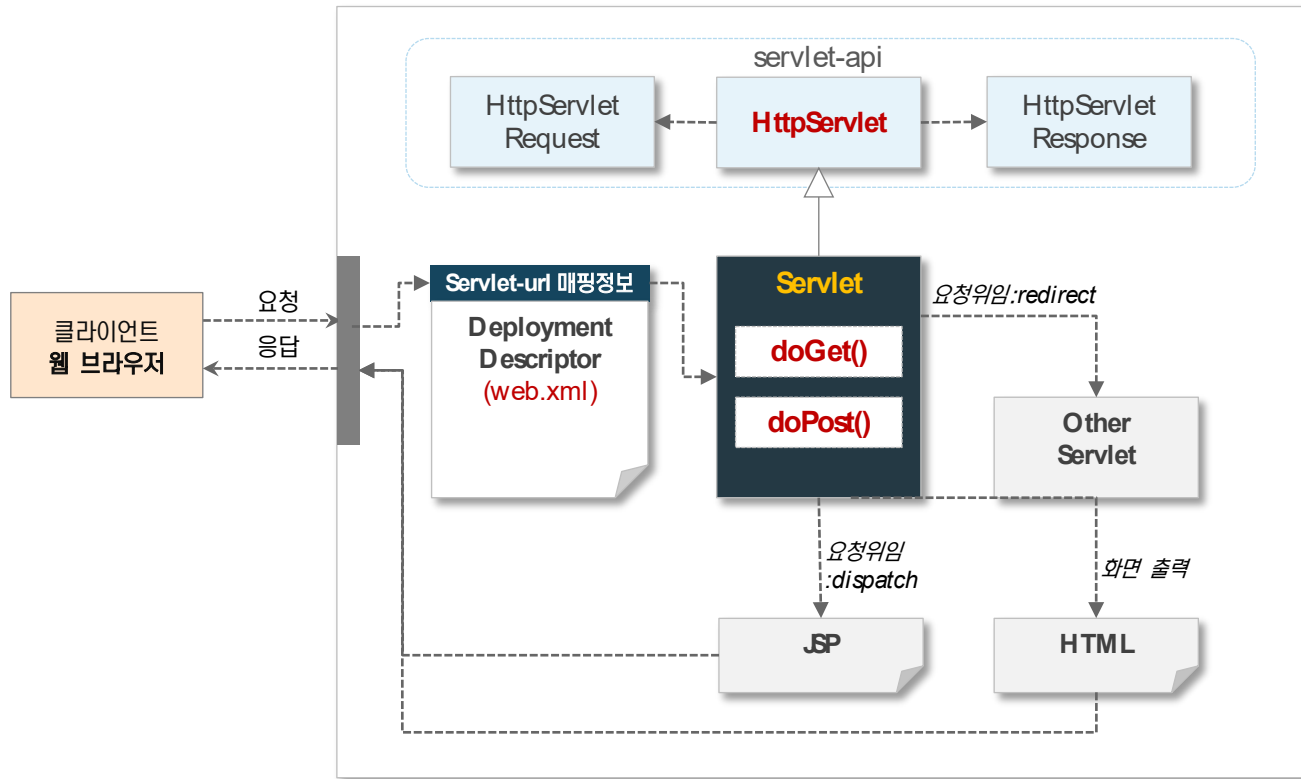 servlet-api
HttpServlet
Request
HttpServlet
HttpServlet
Response
클라이언트
웹 브라우저
요청
응답
Servlet-url 매핑정보
Deployment
Descriptor
(web.xml)
Servlet
doGet()
doPost()
요청위임:redirect
Other
Servlet
요청위임
:dispatch
화면 출력
JSP
HTML